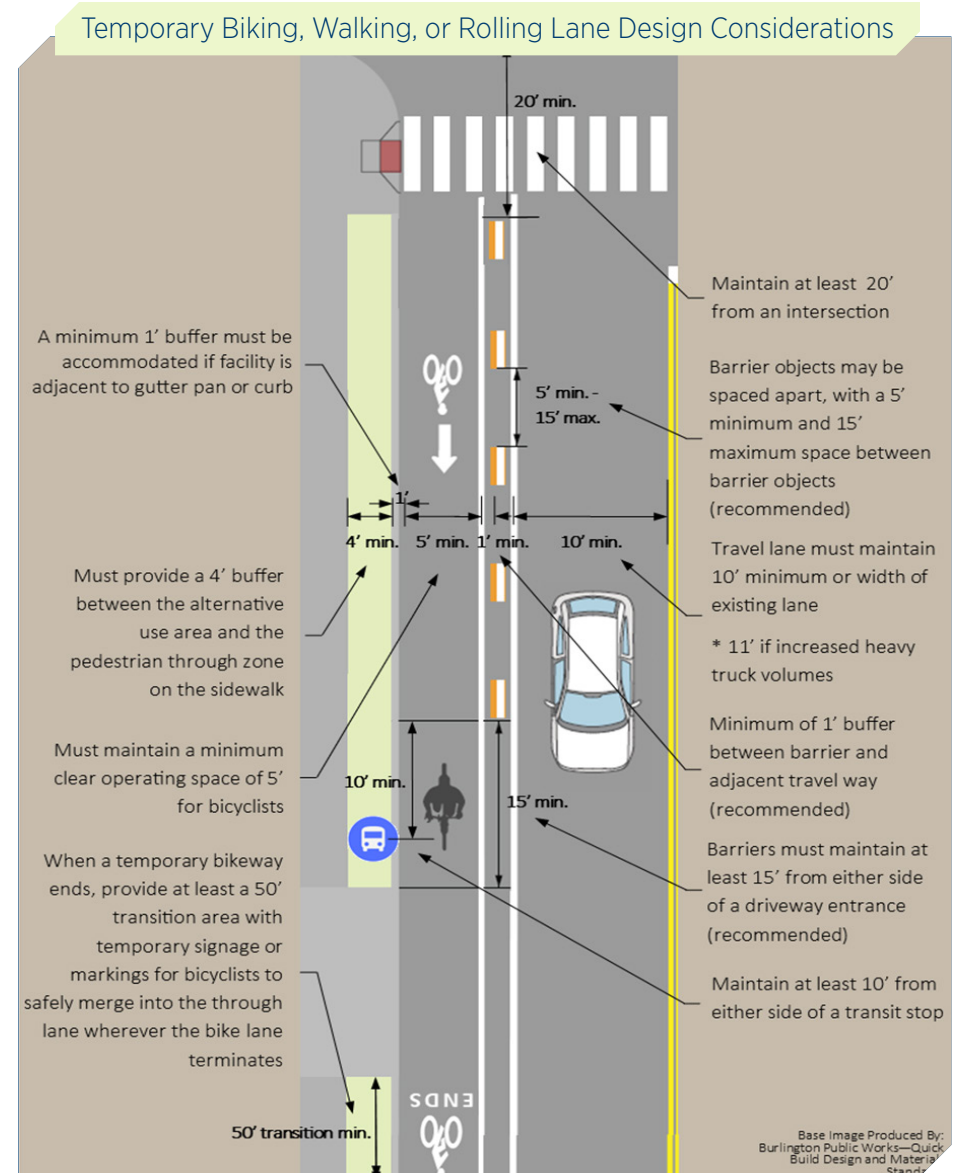 Temporary Biking, Walking, or Rolling Lane Design Considerations
20' min.
Maintain at least 20'
from an intersection
A minimum 1' buffer must be
accommodated if facility is
adjacent to gutter pan or curb
Barrier objects may be
spaced apart, with a 5'
minimum and 15'
maximum space between
barrier objects
(recommended)
5' min. -
15' max.
1'
4' min.
5' min.
1' min.
10' min.
Travel lane must maintain
10' minimum or width of
existing lane
* 11' if increased heavy
truck volumes
Must provide a 4' buffer
between the alternative
use area and the
pedestrian through zone
on the sidewalk
Minimum of 1' buffer
between barrier and
adjacent travel way
(recommended)
Must maintain a minimum
clear operating space of 5'
for bicyclists
10' min.
15' min.
Barriers must maintain at
least 15' from either side
of a driveway entrance
(recommended)
When a temporary bikeway
ends, provide at least a 50'
transition area with
temporary signage or
markings for bicyclists to
safely merge into the through
lane wherever the bike lane
terminates
Maintain at least 10' from
either side of a transit stop
ENDS
50' transition min.
Base Image Produced By:
Burlington Public Works—Quick
Build Design and Material